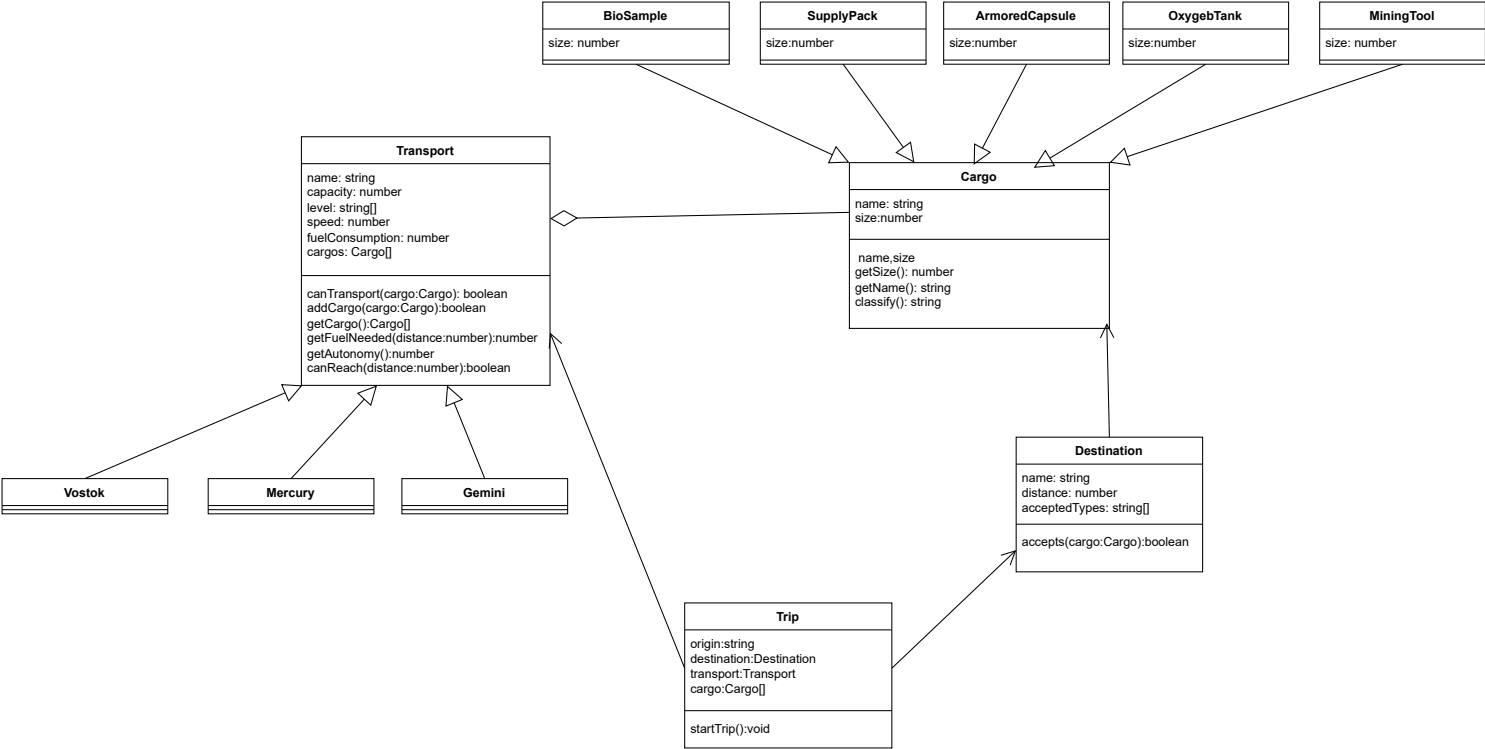 BioSample
size: number
SupplyPack
size:number
ArmoredCapsule
size:number
OxygebTank
size:number
MiningTool
size: number
Transport
name: string
capacity: number
level: string[]
speed: number
fuelConsumption: number
cargos: Cargo[]
canTransport(cargo:Cargo): boolean
addCargo(cargo:Cargo):boolean
getCargo():Cargo[]
getFuelNeeded(distance:number):number
getAutonomy():number
canReach(distance:number):boolean
Cargo
name: string
size:number
name,size
getSize(): number
getName(): string
classify(): string
Vostok
Mercury
Gemini
Destination
name: string
distance: number
acceptedTypes: string[]
accepts(cargo:Cargo):boolean
Trip
origin:string
destination:Destination
transport:Transport
cargo:Cargo[]
startTrip():void